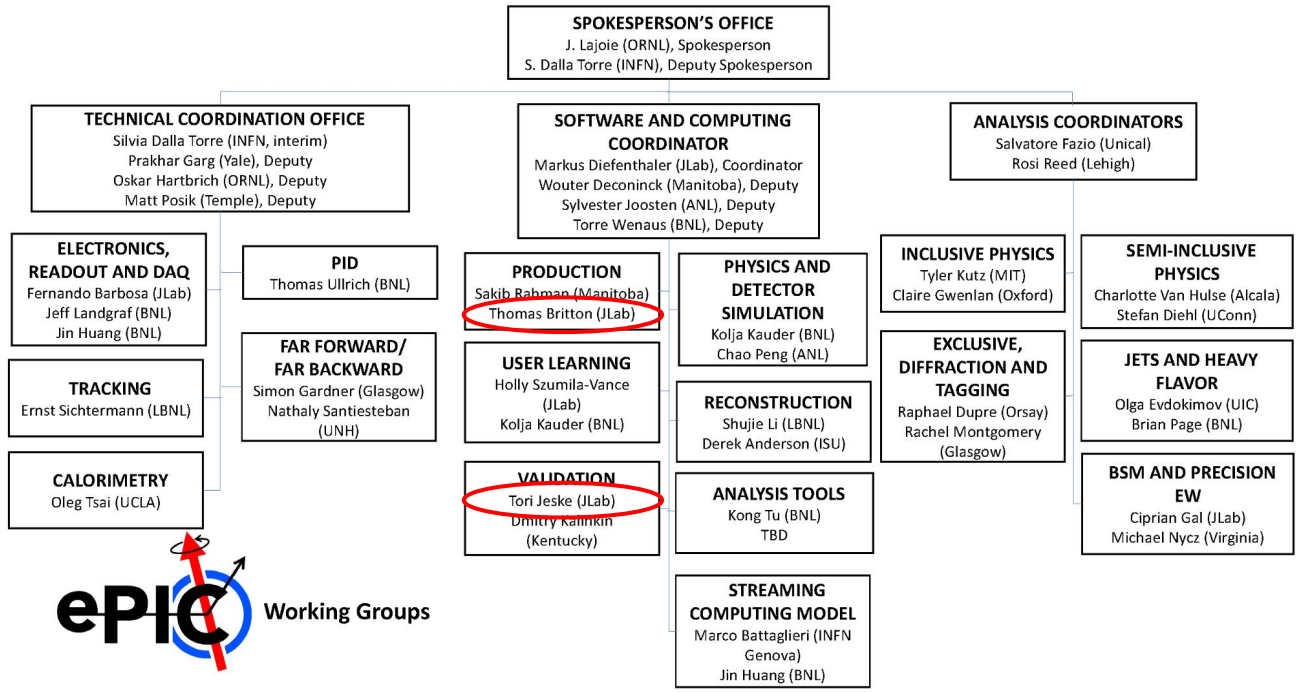 SPOKESPERSON'S OFFICE
J. Lajoie (ORNL), Spokesperson
S. Dalla Torre (INFN), Deputy Spokesperson
TECHNICAL COORDINATION OFFICE
Silvia Dalla Torre (INFN, interim)
Prakhar Garg (Yale), Deputy
Oskar Hartbrich (ORNL), Deputy
Matt Posik (Temple), Deputy
SOFTWARE AND COMPUTING
COORDINATOR
Markus Diefenthaler (JLab), Coordinator
Wouter Deconinck (Manitoba), Deputy
Sylvester Joosten (ANL), Deputy
Torre Wenaus (BNL), Deputy
ANALYSIS COORDINATORS
Salvatore Fazio (Unical)
Rosi Reed (Lehigh)
ELECTRONICS,
READOUT AND DAQ
Fernando Barbosa (JLab)
Jeff Landgraf (BNL)
Jin Huang (BNL)
PID
Thomas Ullrich (BNL)
TRACKING
Ernst Sichtermann (LBNL)
FAR FORWARD/
FAR BACKWARD
Simon Gardner (Glasgow)
Nathaly Santiesteban
(UNH)
CALORIMETRY
Oleg Tsai (UCLA)
PRODUCTION
Sakib Rahman (Manitoba)
Thomas Britton (JLab)
PHYSICS AND
DETECTOR
SIMULATION
Kolja Kauder (BNL)
Chao Peng (ANL)
USER LEARNING
Holly Szumila-Vance
(JLab)
Kolja Kauder (BNL)
RECONSTRUCTION
Shujie Li (LBNL)
Derek Anderson (ISU)
VALIDATION
Tori Jeske (JLab)
Dmitry Kalinkin
(Kentucky)
ANALYSIS TOOLS
Kong Tu (BNL)
TBD
STREAMING
COMPUTING MODEL
Marco Battaglieri (INFN
Genova)
Jin Huang (BNL)
INCLUSIVE PHYSICS
Tyler Kutz (MIT)
Claire Gwenlan (Oxford)
SEMI-INCLUSIVE
PHYSICS
Charlotte Van Hulse (Alcala)
Stefan Diehl (UConn)
EXCLUSIVE,
DIFFRACTION AND
TAGGING
Raphael Dupre (Orsay)
Rachel Montgomery
(Glasgow)
JETS AND HEAVY
FLAVOR
Olga Evdokimov (UIC)
Brian Page (BNL)
BSM AND PRECISION
EW
Ciprian Gal (JLab)
Michael Nycz (Virginia)
ePIC
Working Groups